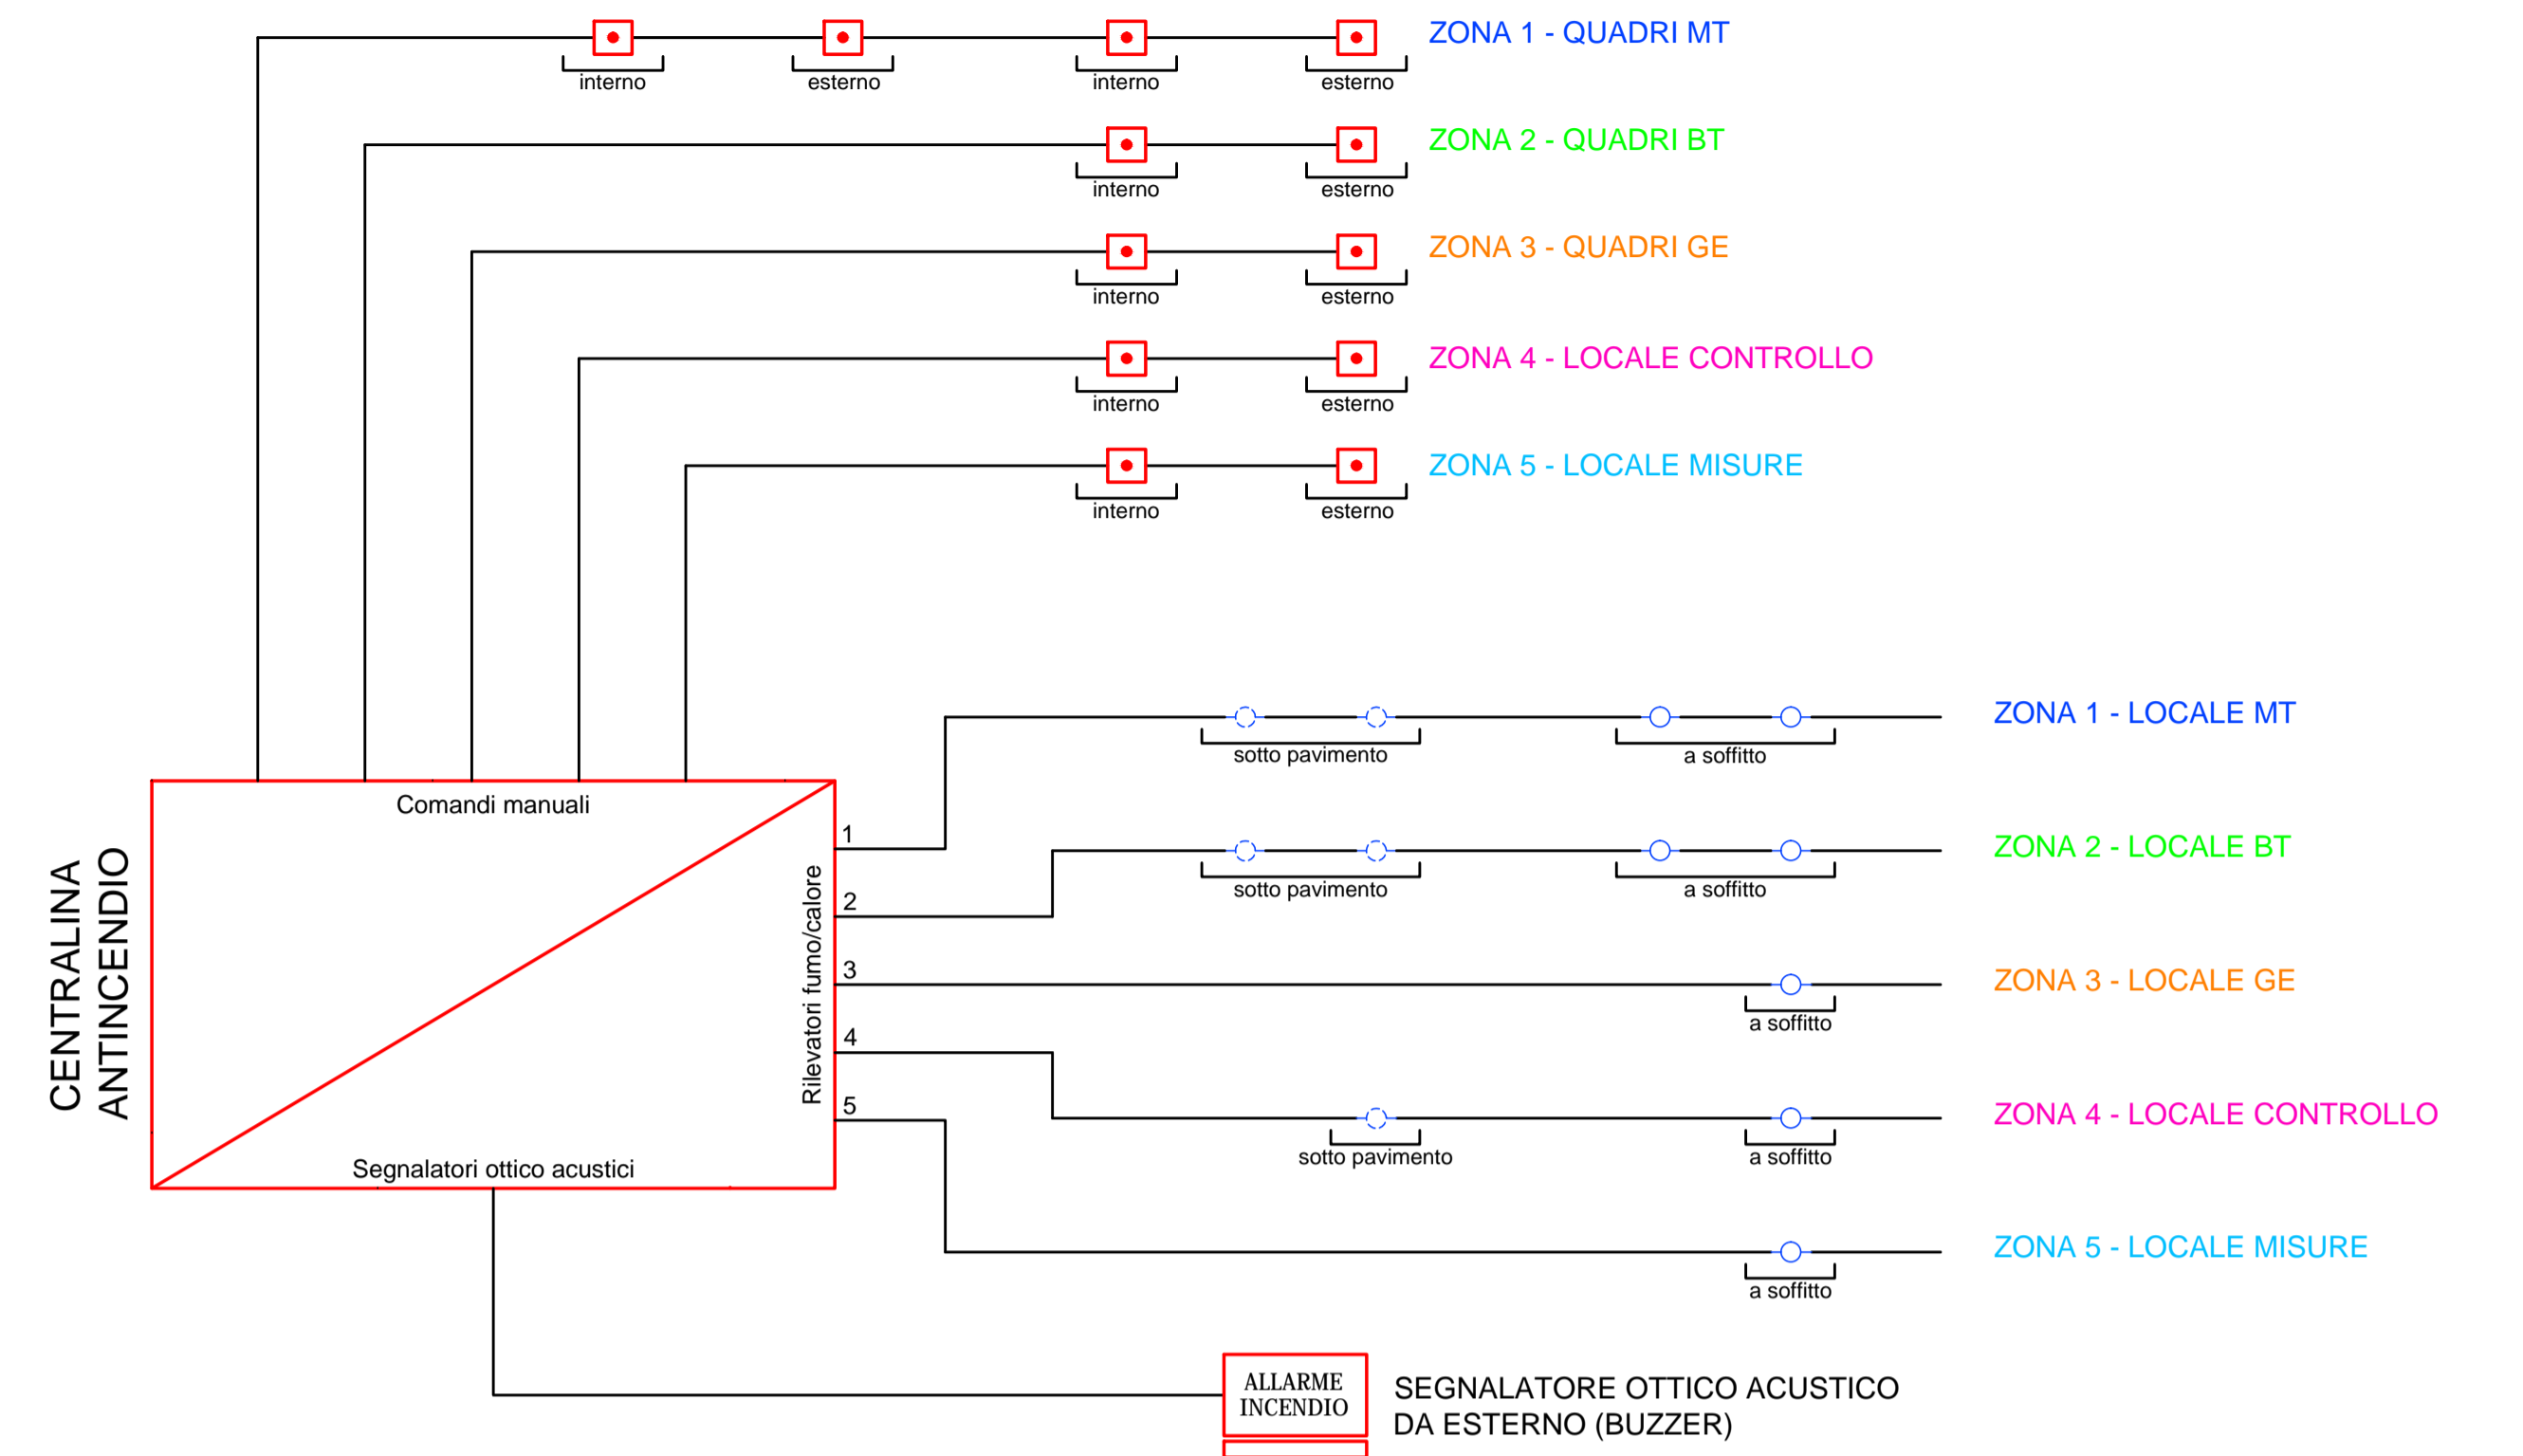 ZONA 1 - QUADRI MT
interno
esterno
interno
esterno
ZONA 2 - QUADRI BT
interno
esterno
ZONA 3 - QUADRI GE
interno
esterno
ZONA 4 - LOCALE CONTROLLO
interno
esterno
ZONA 5 - LOCALE MISURE
interno
esterno
CENTRALINA
ANTINCENDIO
Comandi manuali
Rilevatori fumo/calore
Segnalatori ottico acustici
1
2
3
4
5
ZONA 1 - LOCALE MT
sotto pavimento
a soffitto
ZONA 2 - LOCALE BT
sotto pavimento
a soffitto
ZONA 3 - LOCALE GE
a soffitto
ZONA 4 - LOCALE CONTROLLO
sotto pavimento
a soffitto
ZONA 5 - LOCALE MISURE
a soffitto
ALLARME
INCENDIO
SEGNALATORE OTTICO ACUSTICO
DA ESTERNO (BUZZER)